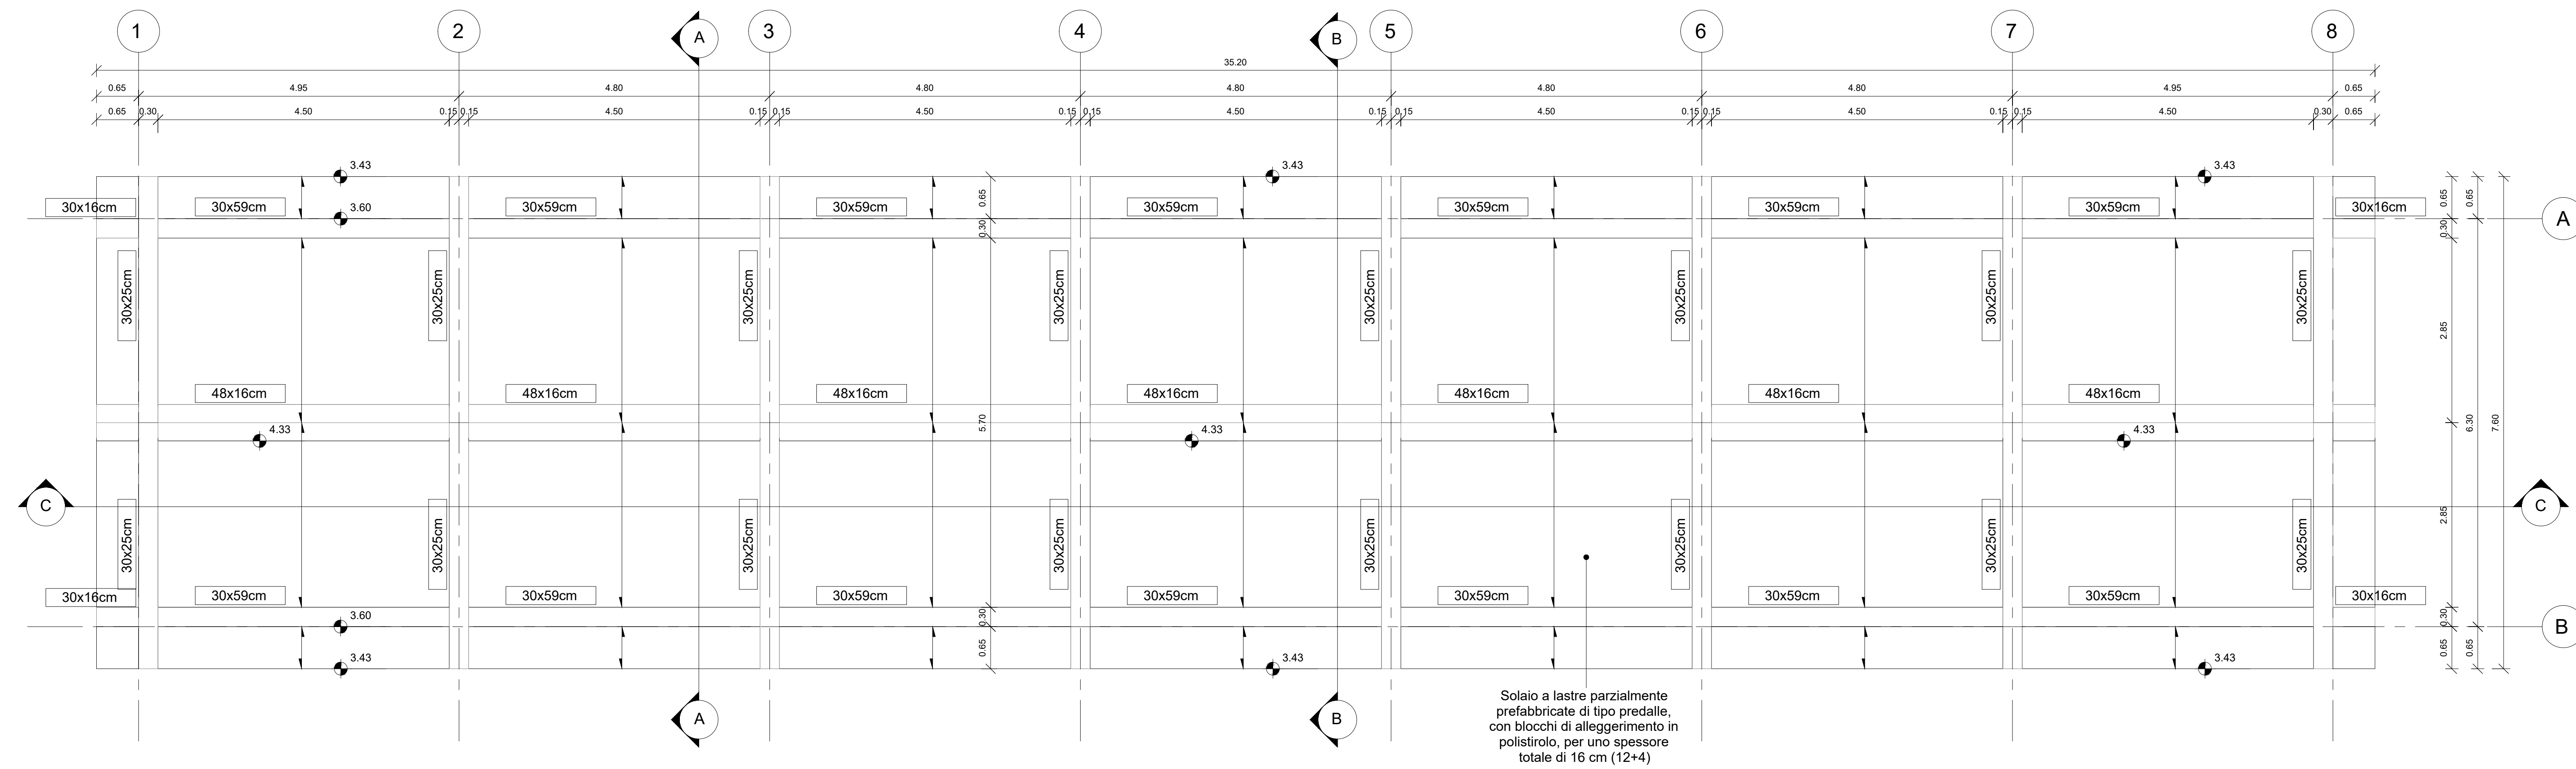 1 2 A 3 4 B 5 6 7 8
35.20
0.65 4.95 4.80 4.80 4.80 4.80 4.80 4.95 0.65
0.65 0.30 4.50 0.15 0.15 4.50 0.15 0.15 4.50 0.15 0.15 4.50 0.15 0.15 4.50 0.15 0.15 4.50 0.15 0.15 4.50 0.30 0.65
3.43 3.43 3.43
30x16cm 30x59cm 30x59cm 30x59cm 0.65 30x59cm 30x59cm 30x59cm 30x59cm 30x16cm 0.65 0.65
3.60 0.30 0.30 A
30x25cm 30x25cm 30x25cm 30x25cm 30x25cm 30x25cm 30x25cm 30x25cm
2.85
48x16cm 48x16cm 48x16cm 48x16cm 48x16cm 48x16cm 48x16cm
5.70 6.30 7.60
4.33 4.33 4.33
C C
2.85
30x25cm 30x25cm 30x25cm 30x25cm 30x25cm 30x25cm 30x25cm 30x25cm
30x16cm 30x59cm 30x59cm 30x59cm 30x59cm 30x59cm 30x59cm 30x59cm 30x16cm
3.60 0.30 0.30 B
0.65 0.65 0.65
3.43 3.43 3.43
A B
Solaio a lastre parzialmente
prefabbricate di tipo predalle,
con blocchi di alleggerimento in
polistirolo, per uno spessore
totale di 16 cm (12+4)